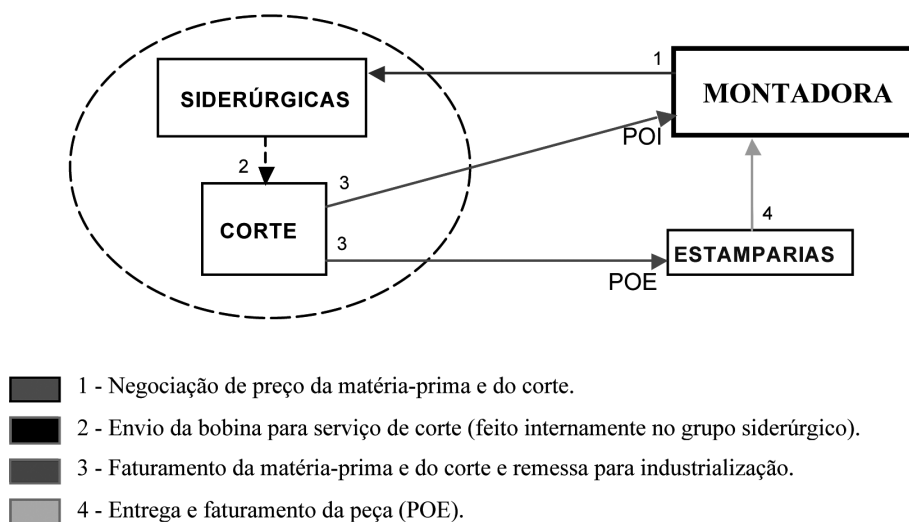 1
SIDERÚRGICAS
MONTADORA
POI
2
3
CORTE
4
3
ESTAMPARIAS
POE
1 - Negociação de preço da matéria-prima e do corte.
2 - Envio da bobina para serviço de corte (feito internamente no grupo siderúrgico).
3 - Faturamento da matéria-prima e do corte e remessa para industrialização.
4 - Entrega e faturamento da peça (POE).